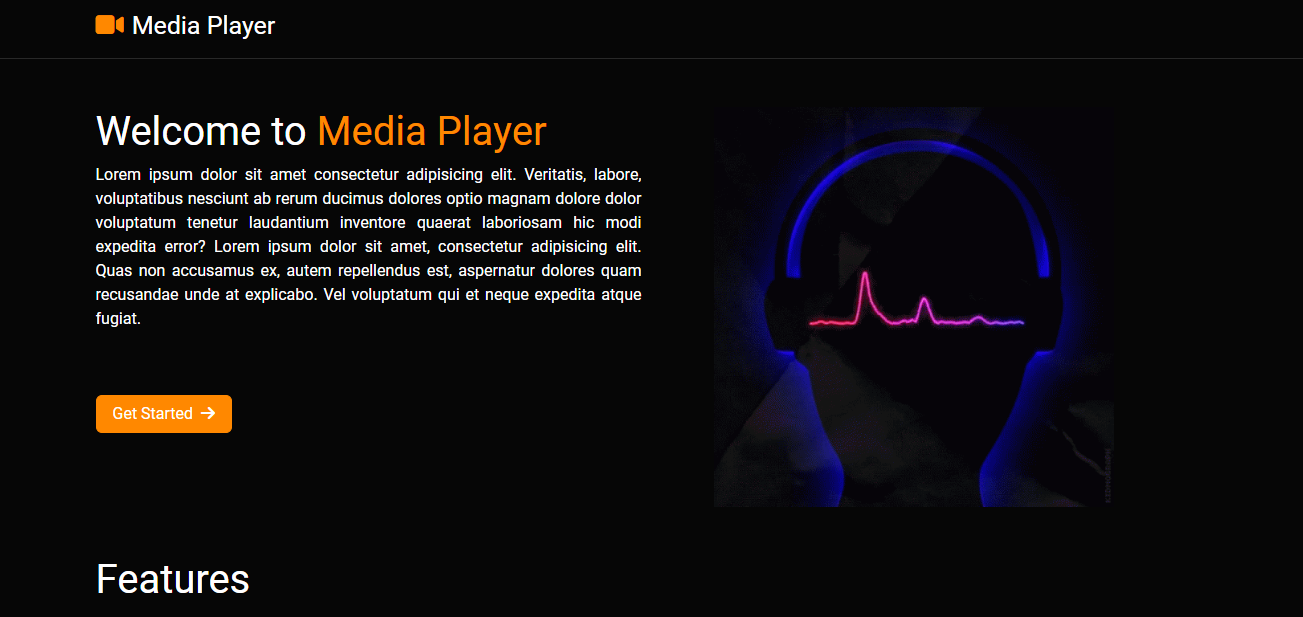 Media Player
Welcome to Media Player
Lorem ipsum dolor sit amet consectetur adipisicing elit. Veritatis, labore,
voluptatibus nesciunt ab rerum ducimus dolores optio magnam dolore dolor
voluptatum tenetur laudantium inventore quaerat laboriosam hic modi
expedita error? Lorem ipsum dolor sit amet, consectetur adipisicing elit.
Quas non accusamus ex, autem repellendus est, aspernatur dolores quam
recusandae unde at explicabo. Vel voluptatum qui et neque expedita atque
fugiat.
Get Started
Features